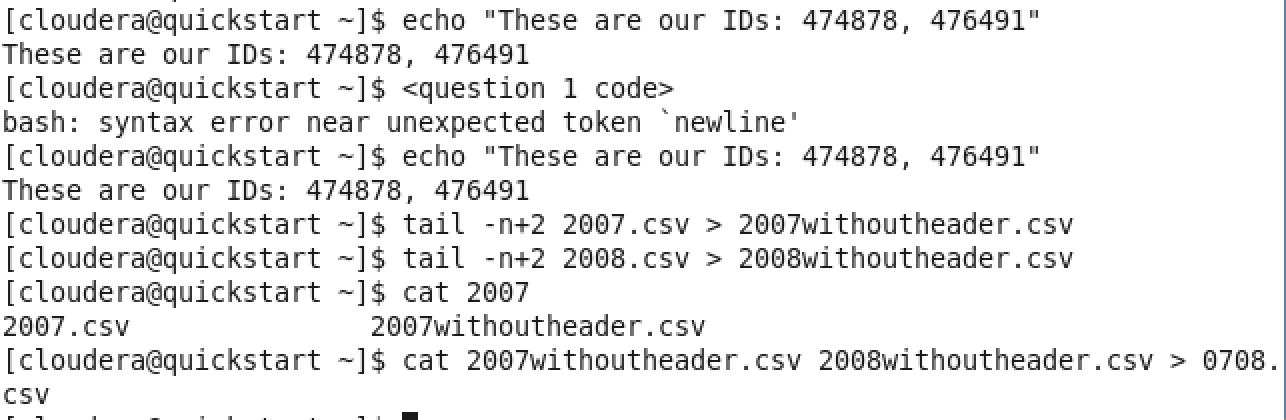 [cloudera@quickstart ~]$ echo "These are our IDs: 474878, 476491"
These are our IDs: 474878, 476491
[cloudera@quickstart ~]$ <question 1 code>
bash: syntax error near unexpected token `newline'
[cloudera@quickstart ~]$ echo "These are our IDs: 474878, 476491"
These are our IDs: 474878, 476491
[cloudera@quickstart ~]$ tail -n+2 2007.csv > 2007withoutheader.csv
[cloudera@quickstart ~]$ tail -n+2 2008.csv > 2008withoutheader.csv
[cloudera@quickstart ~]$ cat 2007
2007.csv               2007withoutheader.csv
[cloudera@quickstart ~]$ cat 2007withoutheader.csv 2008withoutheader.csv > 0708.
csv